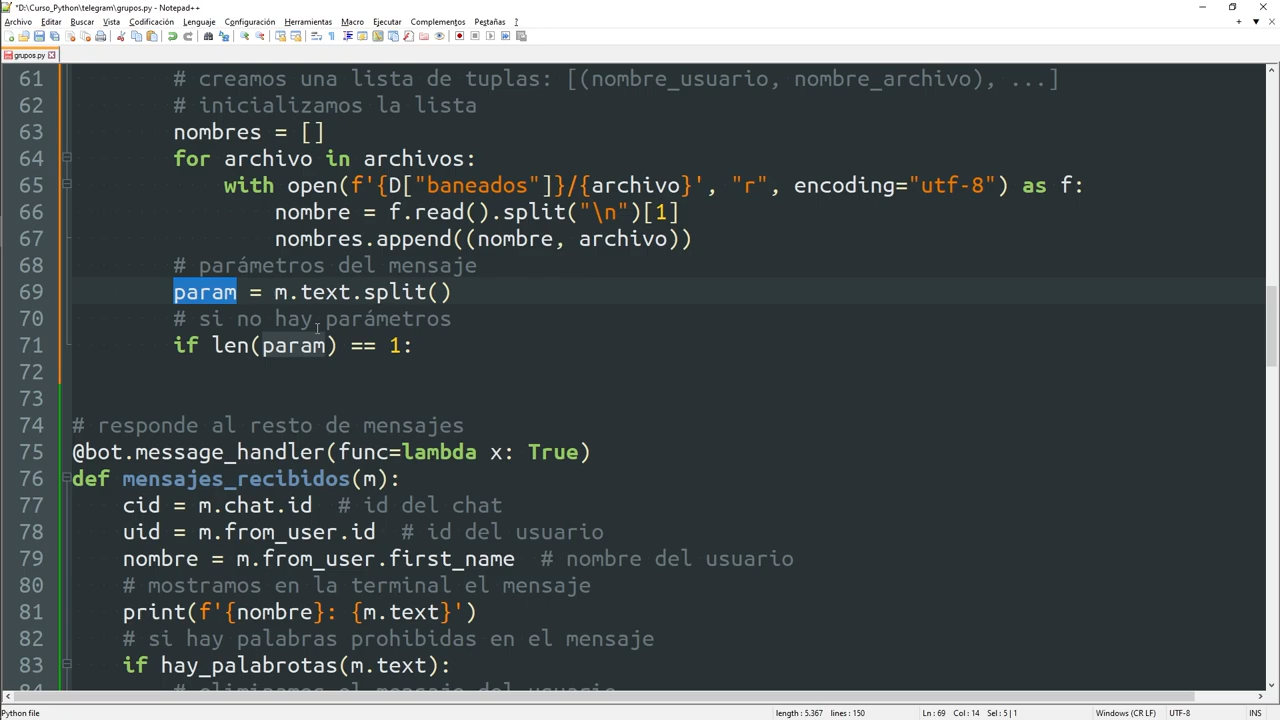 *D:\Curso_Python\telegram\grupos.py - Notepad++
Archivo Editar Buscar Vista Codificación Lenguaje Configuración Herramientas Macro Ejecutar Complementos Pestañas ?
grupos.py
61 # creamos una lista de tuplas: [(nombre_usuario, nombre_archivo), ...]
62 # inicializamos la lista
63 nombres = []
64 for archivo in archivos:
65 with open(f'{D["baneados"]}/{archivo}', "r", encoding="utf-8") as f:
66 nombre = f.read().split("\n")[1]
67 nombres.append((nombre, archivo))
68 # parámetros del mensaje
69 param = m.text.split()
70 # si no hay parámetros
71 if len(param) == 1:
72
73
74 # responde al resto de mensajes
75 @bot.message_handler(func=lambda x: True)
76 def mensajes_recibidos(m):
77 cid = m.chat.id # id del chat
78 uid = m.from_user.id # id del usuario
79 nombre = m.from_user.first_name # nombre del usuario
80 # mostramos en la terminal el mensaje
81 print(f'{nombre}: {m.text}')
82 # si hay palabras prohibidas en el mensaje
83 if hay_palabrotas(m.text):
84 # eliminamos el mensaje del usuario
Python file length : 5.367 lines : 150 Ln : 69 Col : 14 Sel : 5 | 1 Windows (CR LF) UTF-8 INS